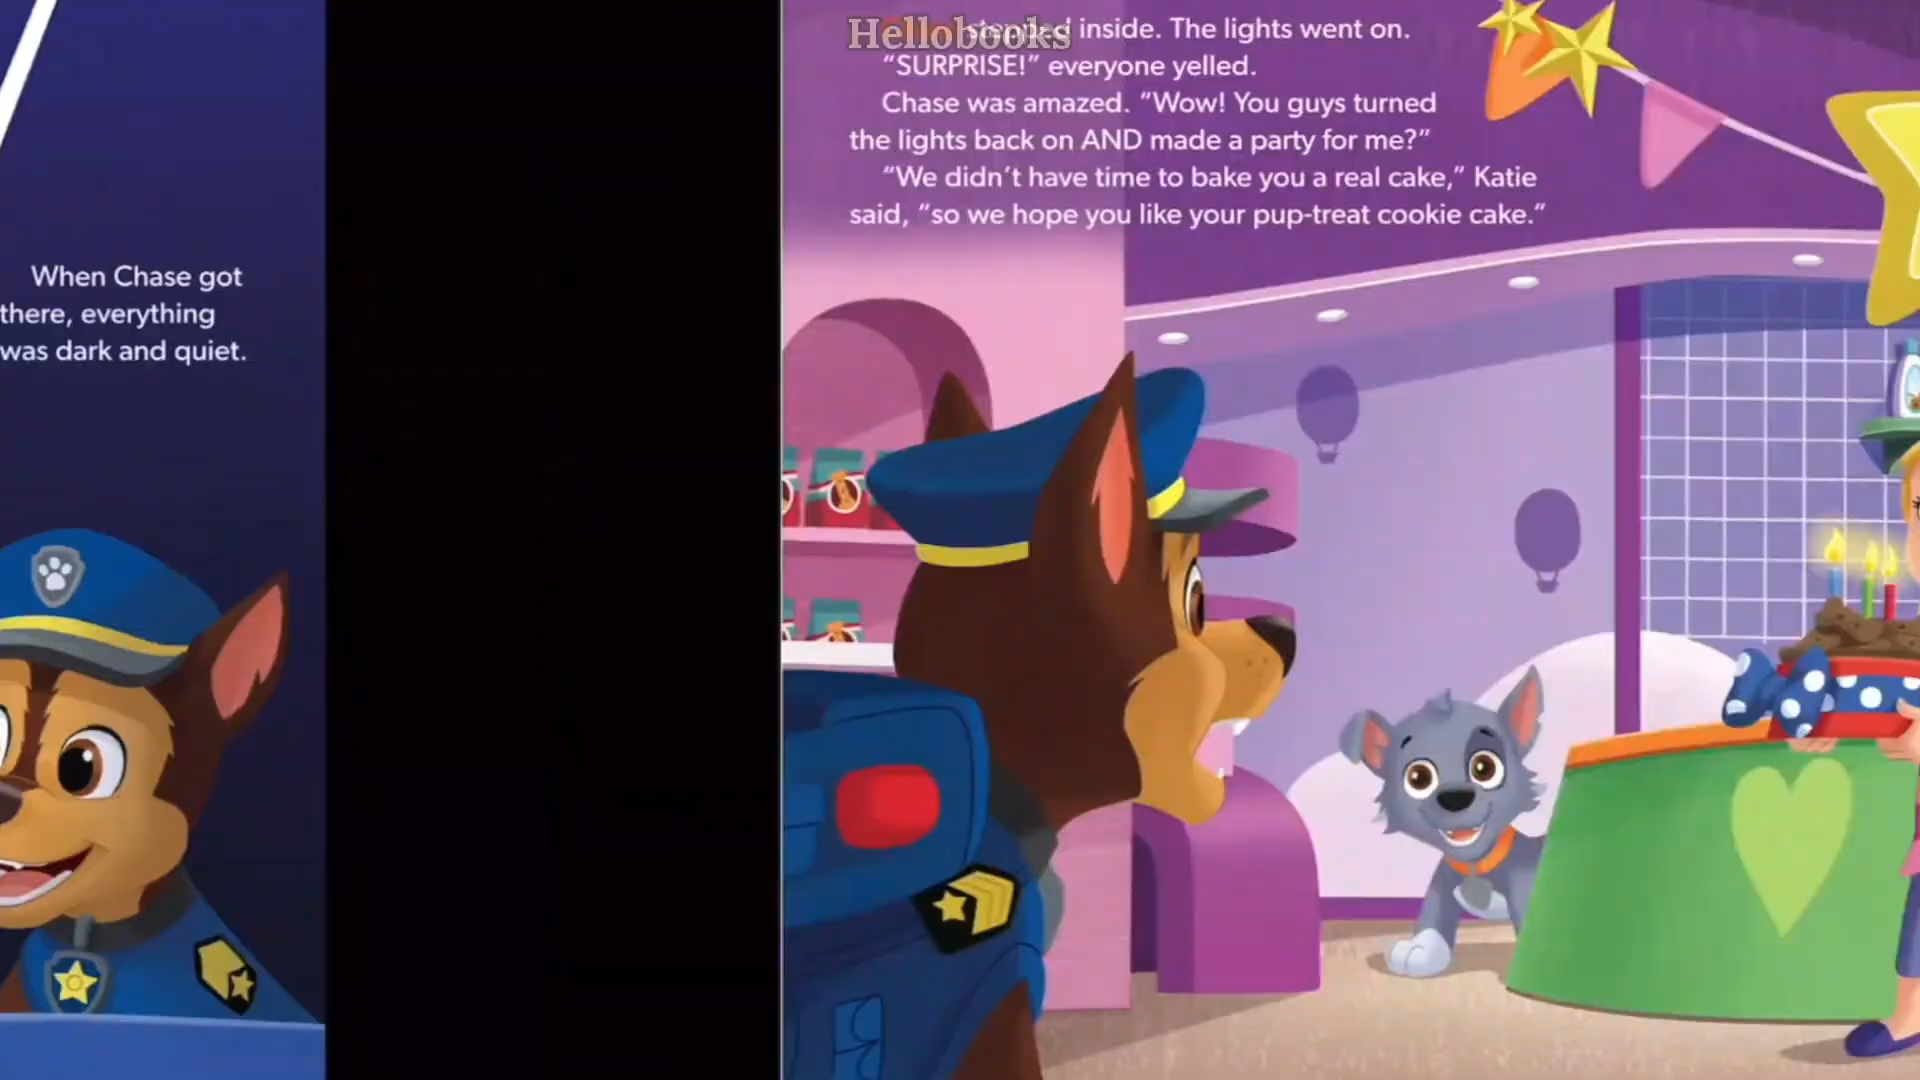 When Chase got
there, everything
was dark and quiet.
Hellobooks
stepped inside. The lights went on.
“SURPRISE!” everyone yelled.
Chase was amazed. “Wow! You guys turned
the lights back on AND made a party for me?”
“We didn’t have time to bake you a real cake,” Katie
said, “so we hope you like your pup-treat cookie cake.”